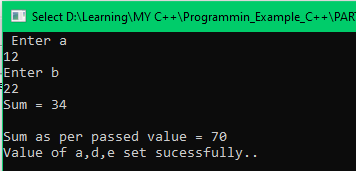 Select D:\Learning\MY C++\Programmin_Example_C++\PAR
Enter a
12
Enter b
22
Sum = 34
Sum as per passed value = 70
Value of a,d,e set sucessfully..